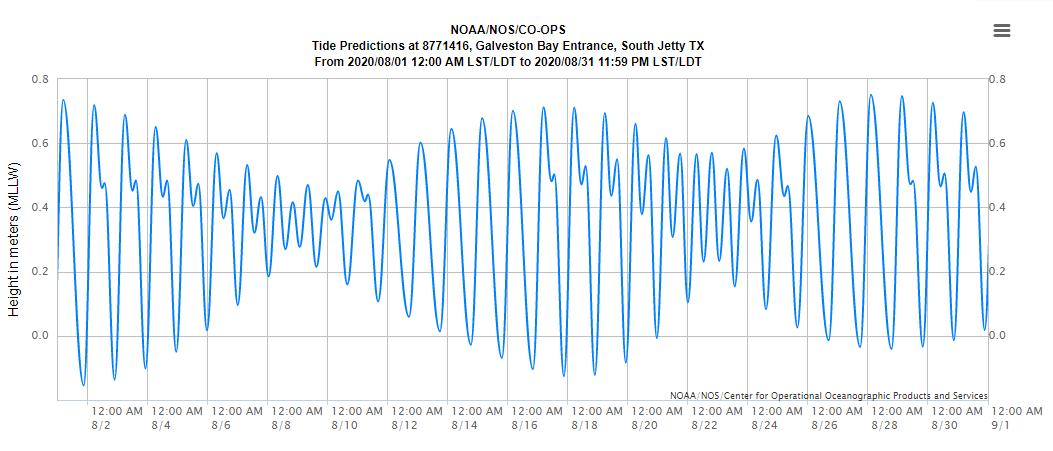 NOAA/NOS/CO-OPS
Tide Predictions at 8771416, Galveston Bay Entrance, South Jetty TX
From 2020/08/01 12:00 AM LST/LDT to 2020/08/31 11:59 PM LST/LDT
Height in meters (MLLW)
0.8 0.8
0.6 0.6
0.4 0.4
0.2 0.2
0.0 0.0
NOAA/NOS/Center for Operational Oceanographic Products and Services
12:00 AM 12:00 AM 12:00 AM 12:00 AM 12:00 AM 12:00 AM 12:00 AM 12:00 AM 12:00 AM 12:00 AM 12:00 AM 12:00 AM 12:00 AM 12:00 AM 12:00 AM 12:00 AM
8/2 8/4 8/6 8/8 8/10 8/12 8/14 8/16 8/18 8/20 8/22 8/24 8/26 8/28 8/30 9/1